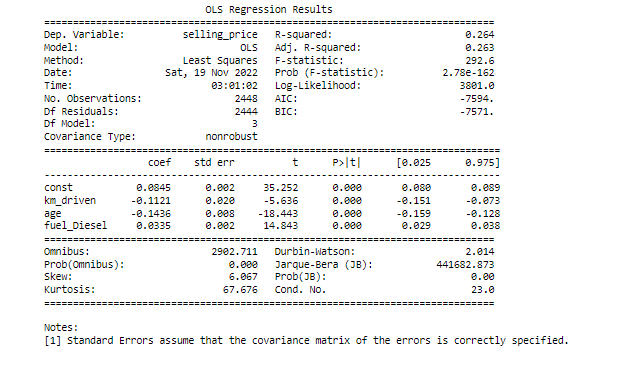 OLS Regression Results
==============================================================================
Dep. Variable: selling_price R-squared: 0.264
Model: OLS Adj. R-squared: 0.263
Method: Least Squares F-statistic: 292.6
Date: Sat, 19 Nov 2022 Prob (F-statistic): 2.78e-162
Time: 03:01:02 Log-Likelihood: 3801.0
No. Observations: 2448 AIC: -7594.
Df Residuals: 2444 BIC: -7571.
Df Model: 3
Covariance Type: nonrobust
==============================================================================
coef std err t P>|t| [0.025 0.975]
------------------------------------------------------------------------------
const 0.0845 0.002 35.252 0.000 0.080 0.089
km_driven -0.1121 0.020 -5.636 0.000 -0.151 -0.073
age -0.1436 0.008 -18.443 0.000 -0.159 -0.128
fuel_Diesel 0.0335 0.002 14.843 0.000 0.029 0.038
==============================================================================
Omnibus: 2902.711 Durbin-Watson: 2.014
Prob(Omnibus): 0.000 Jarque-Bera (JB): 441682.873
Skew: 6.067 Prob(JB): 0.00
Kurtosis: 67.676 Cond. No. 23.0
==============================================================================
Notes:
[1] Standard Errors assume that the covariance matrix of the errors is correctly specified.